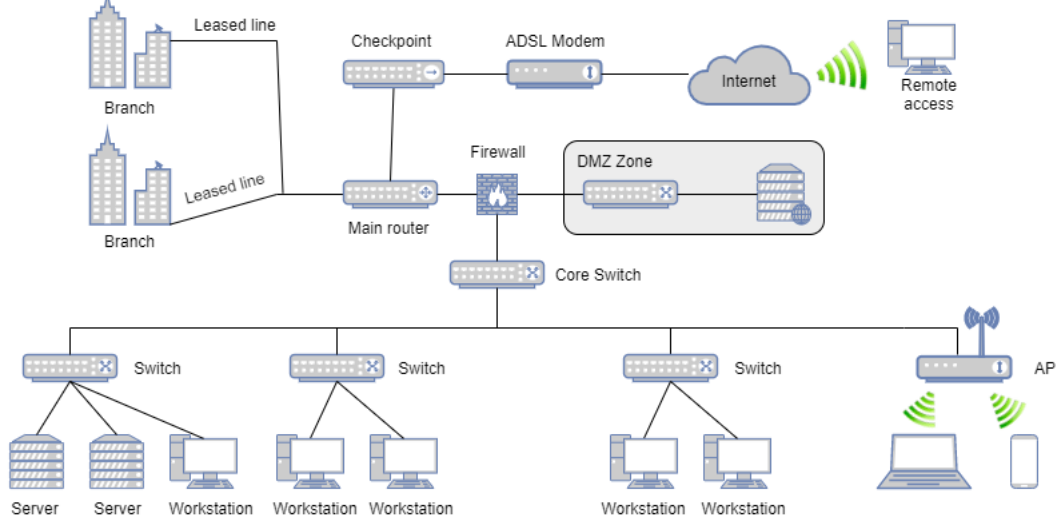 Leased line
Checkpoint
ADSL Modem
Internet
Remote
access
Branch
Leased line
Firewall
DMZ Zone
Main router
Branch
Core Switch
Switch
Switch
Switch
AP
Server
Server
Workstation
Workstation
Workstation
Workstation
Workstation